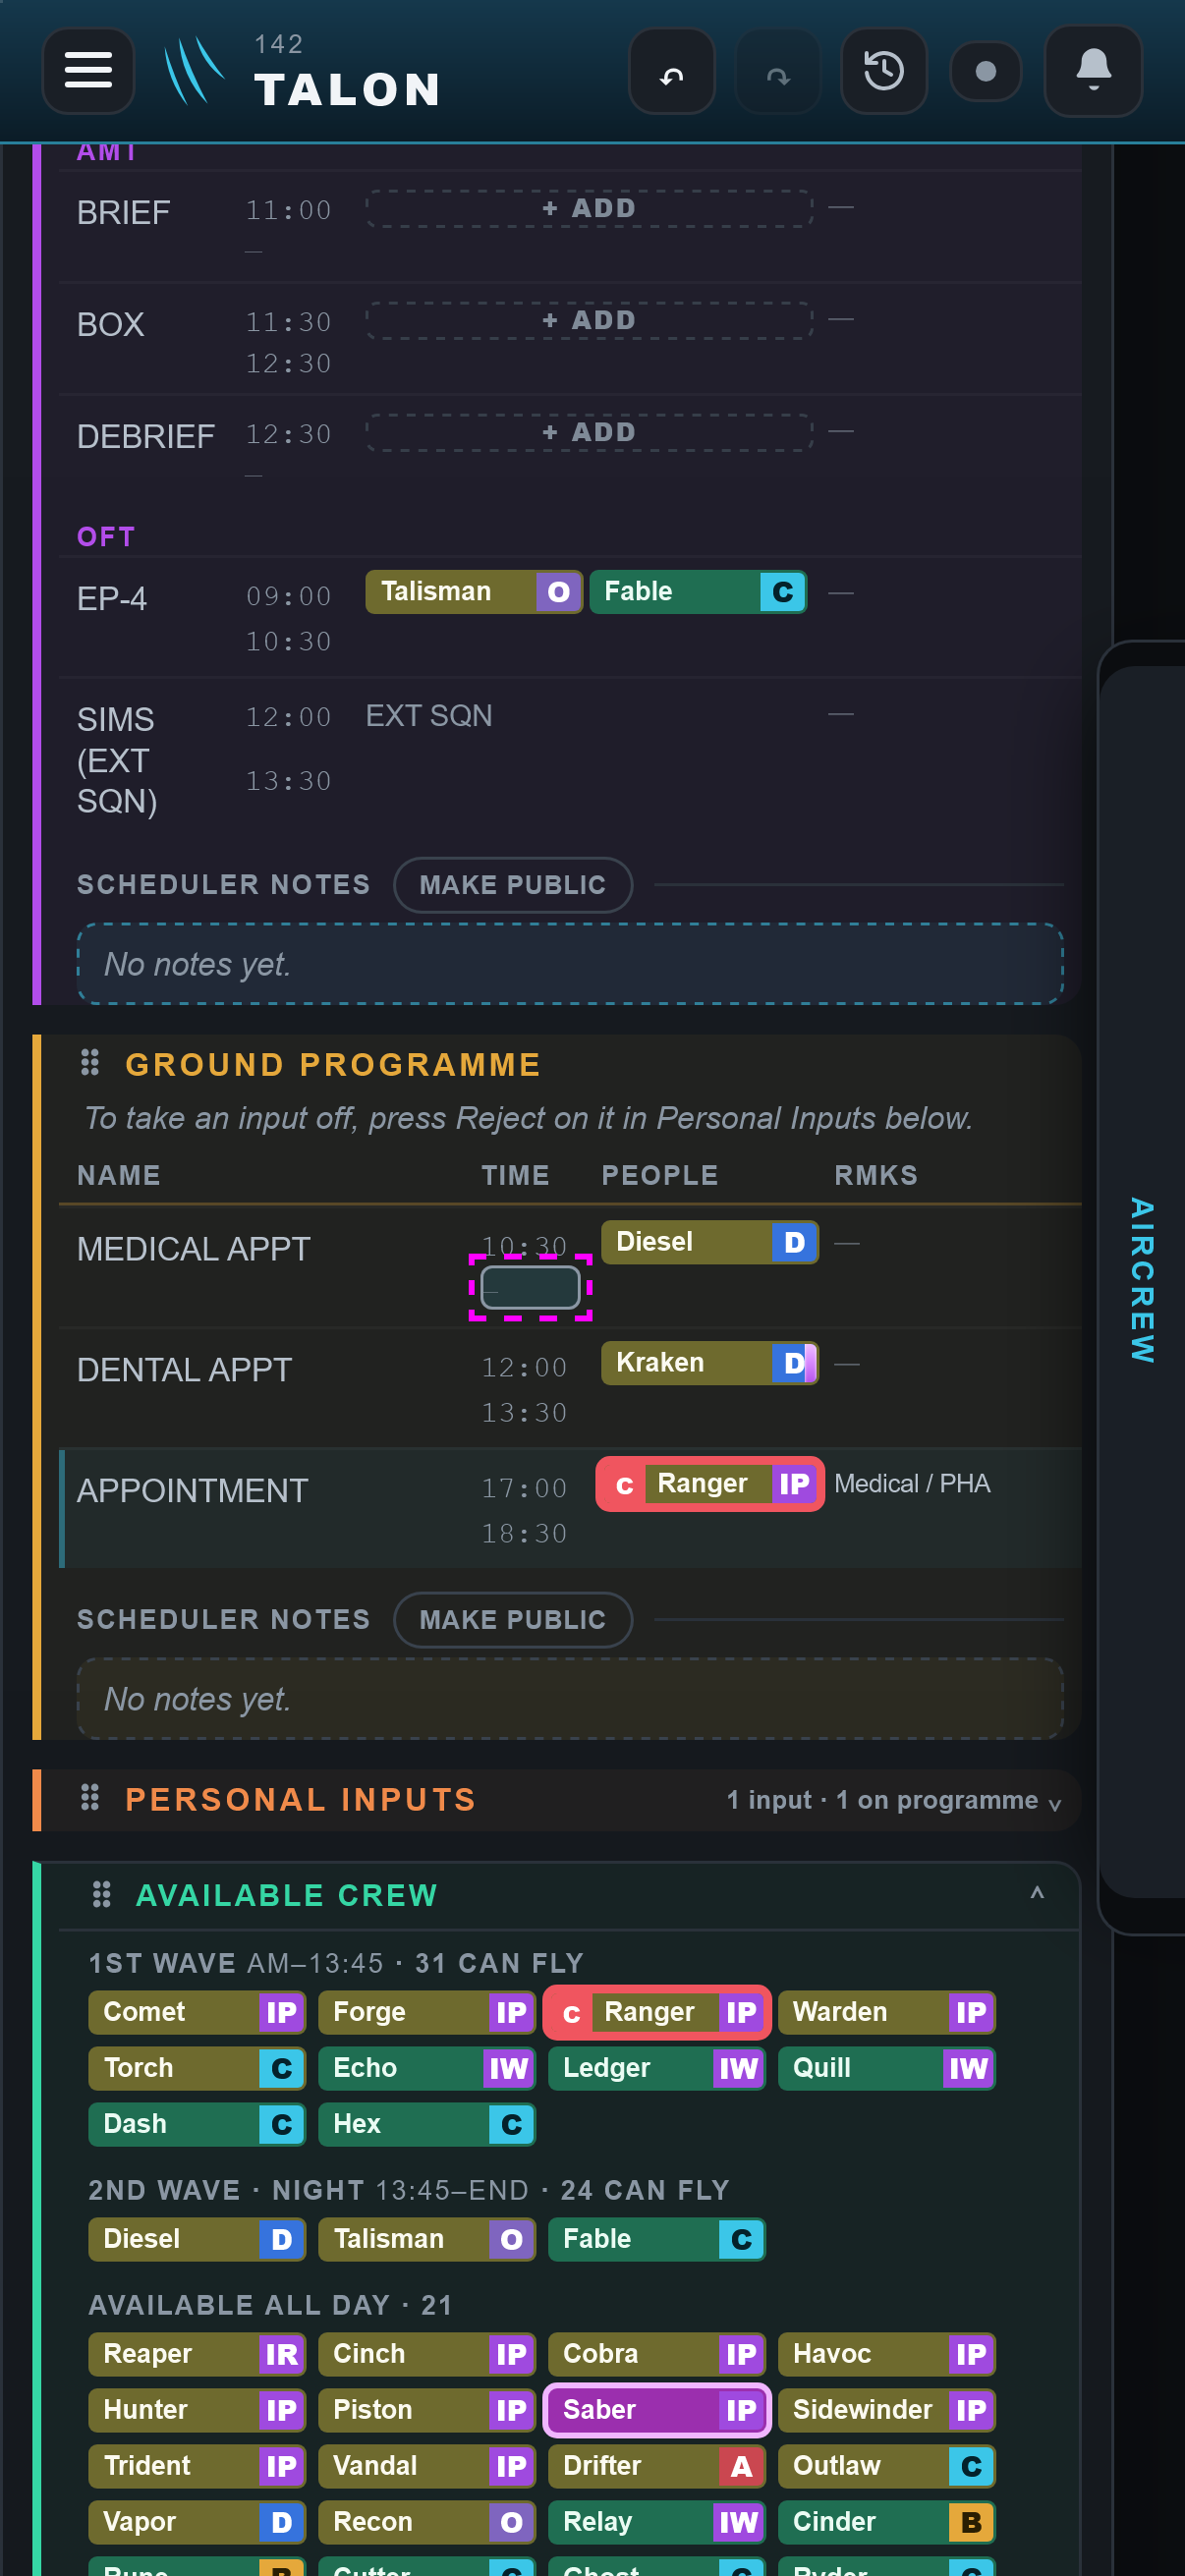 142
TALON
AMT
BRIEF 11:00 + ADD —
—
BOX 11:30 + ADD —
12:30
DEBRIEF 12:30 + ADD —
—
OFT
EP-4 09:00 Talisman O Fable C —
10:30
SIMS 12:00 EXT SQN —
(EXT
13:30
SQN)
SCHEDULER NOTES MAKE PUBLIC
No notes yet.
GROUND PROGRAMME
To take an input off, press Reject on it in Personal Inputs below.
NAME TIME PEOPLE RMKS
MEDICAL APPT 10:30 Diesel D —
—
DENTAL APPT 12:00 Kraken D —
13:30
APPOINTMENT 17:00 c Ranger IP Medical / PHA
18:30
SCHEDULER NOTES MAKE PUBLIC
No notes yet.
PERSONAL INPUTS 1 input · 1 on programme
AVAILABLE CREW
1ST WAVE AM–13:45 · 31 CAN FLY
Comet IP Forge IP c Ranger IP Warden IP
Torch C Echo IW Ledger IW Quill IW
Dash C Hex C
2ND WAVE · NIGHT 13:45–END · 24 CAN FLY
Diesel D Talisman O Fable C
AVAILABLE ALL DAY · 21
Reaper IR Cinch IP Cobra IP Havoc IP
Hunter IP Piston IP Saber IP Sidewinder IP
Trident IP Vandal IP Drifter A Outlaw C
Vapor D Recon O Relay IW Cinder B
AIRCREW